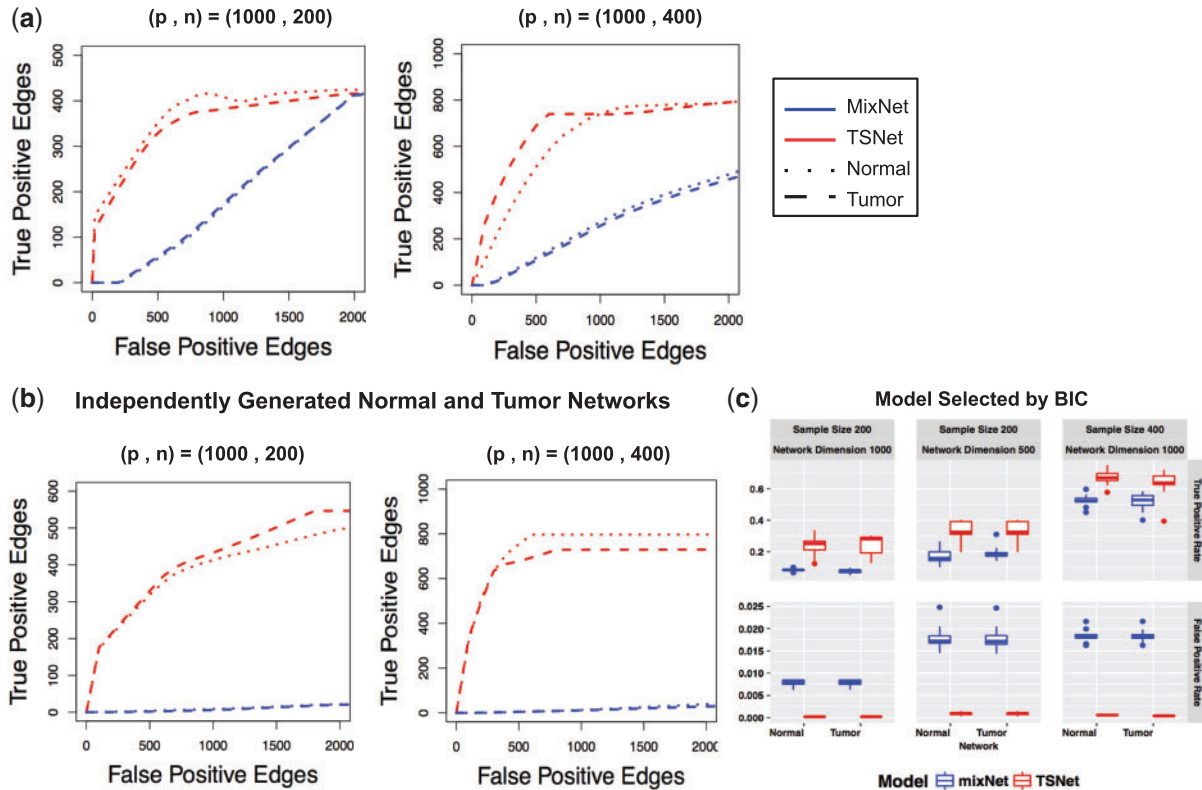 (a)
(p , n) = (1000 , 200)
(p , n) = (1000 , 400)
True Positive Edges
500
400
300
200
100
0
0 500 1000 1500 2000
False Positive Edges
True Positive Edges
1000
800
600
400
200
0
0 500 1000 1500 2000
False Positive Edges
MixNet
TSNet
Normal
Tumor
(b) Independently Generated Normal and Tumor Networks
(p , n) = (1000 , 200)
(p , n) = (1000 , 400)
True Positive Edges
600
500
400
300
200
100
0
0 500 1000 1500 2000
False Positive Edges
True Positive Edges
1000
800
600
400
200
0
0 500 1000 1500 2000
False Positive Edges
(c) Model Selected by BIC
Sample Size 200
Network Dimension 1000
Sample Size 200
Network Dimension 500
Sample Size 400
Network Dimension 1000
0.6
0.4
0.2
True Positive Rate
0.025
0.020
0.015
0.010
0.005
0.000
False Positive Rate
Normal Tumor Normal Tumor Normal Tumor
Network
Model mixNet TSNet